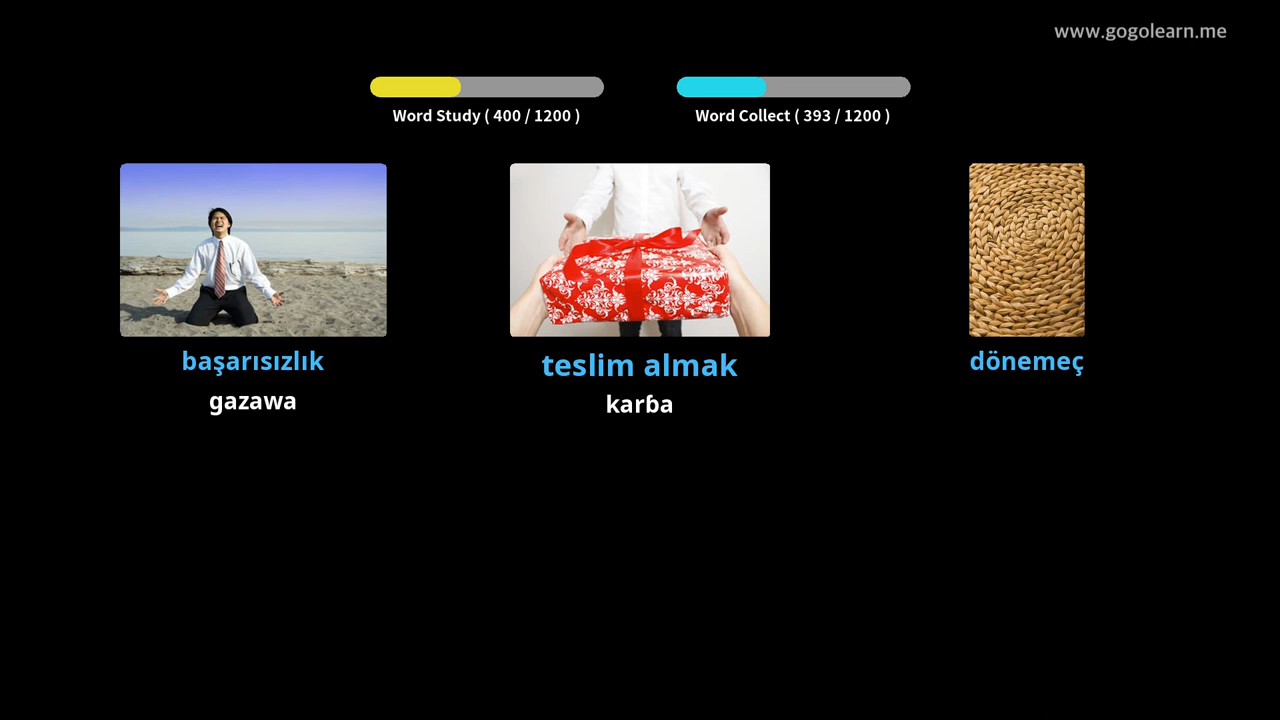 www.gogolearn.me
Word Study ( 400 / 1200 )
Word Collect ( 393 / 1200 )
başarısızlık
gazawa
teslim almak
karɓa
dönemeç